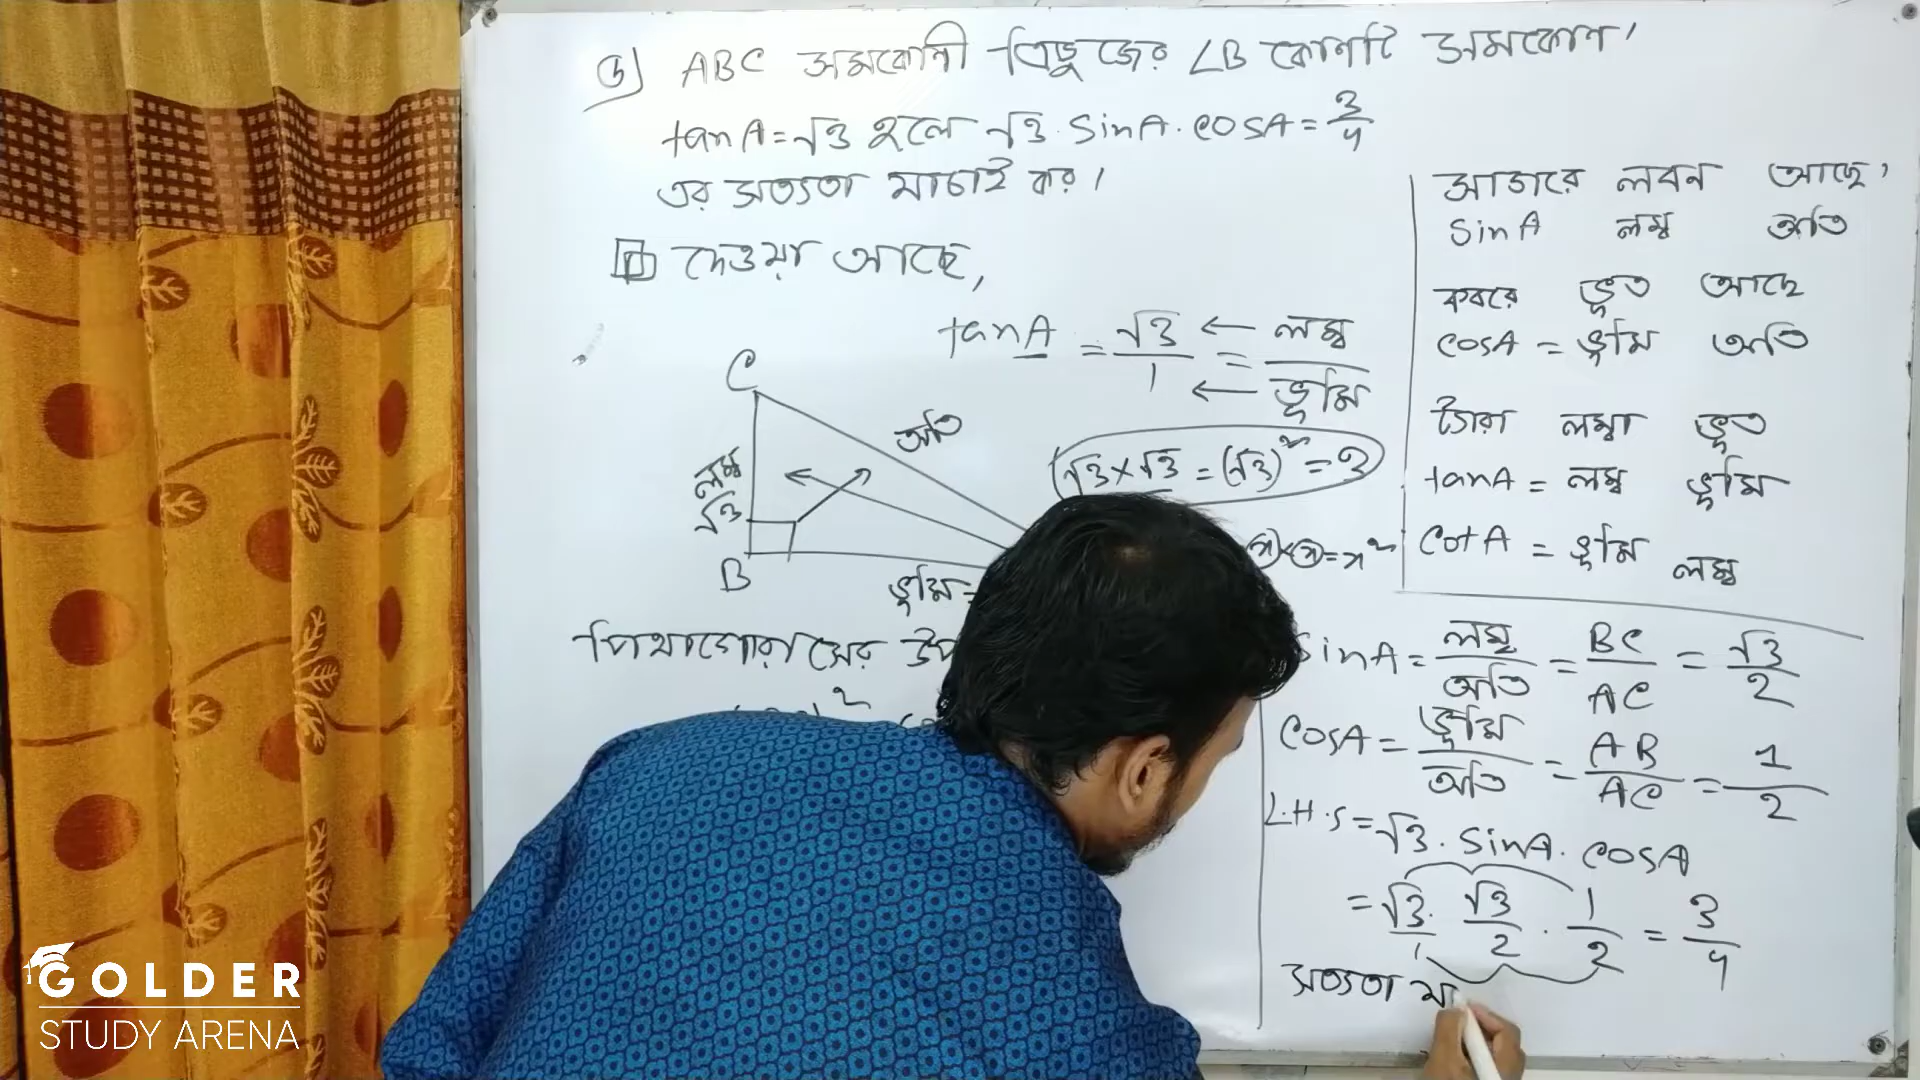 ৫) ABC সমকোণী ত্রিভুজের ∠B কোণটি সমকোণ।
tanA=√3 হলে √3. SinA. cosA = 3/4
এর সত্যতা যাচাই কর।
দেওয়া আছে,
tanA = √3/1 ← = লম্ব/ভূমি ←
C
অতি
লম্ব
√3
B
ভূমি =
(√3×√3 = (√3)² = 3
= x²
পিথাগোরাসের উপ
আডারে লবন আছে,
SinA লম্ব অতি
কবরে ভূত আছে
cosA = ভূমি অতি
ট্যারা লম্বা ভূত
tanA = লম্ব ভূমি
CotA = ভূমি লম্ব
SinA = লম্ব/অতি = BC/AC = √3/2
cosA = ভূমি/অতি = AB/AC = 1/2
L.H.S = √3. sinA. cosA
= √3/1 . √3/2 . 1/2 = 3/4
সত্যতা যা
GOLDER
STUDY ARENA